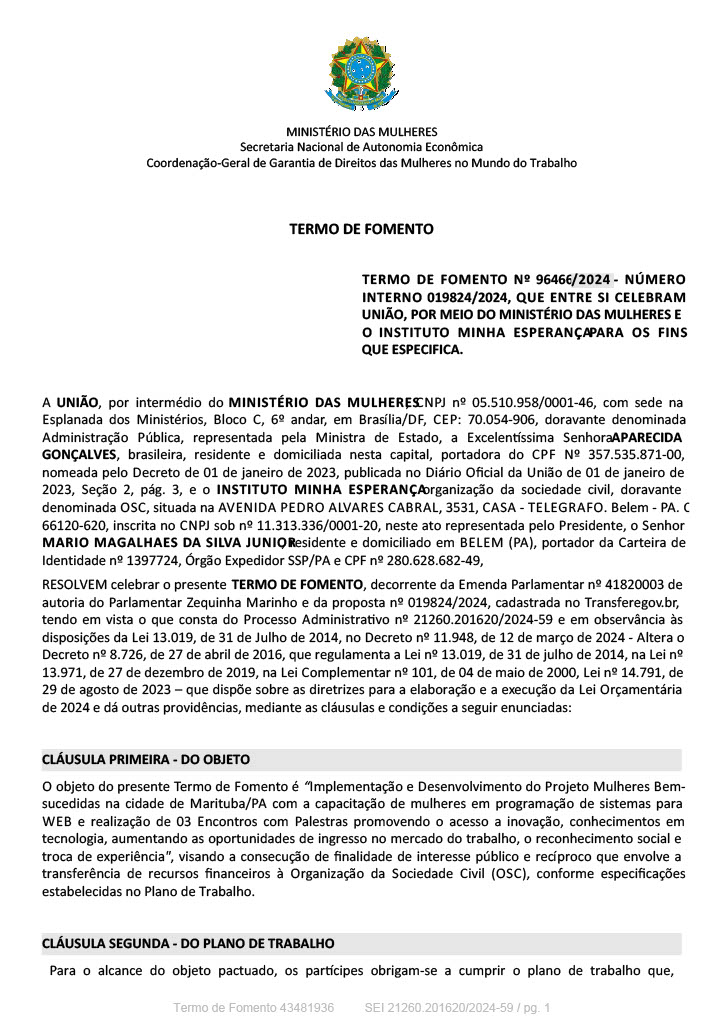 MINISTÉRIO DAS MULHERES
Secretaria Nacional de Autonomia Econômica
Coordenação-Geral de Garantia de Direitos das Mulheres no Mundo do Trabalho
TERMO DE FOMENTO
TERMO DE FOMENTO Nº 96466/2024 - NÚMERO
INTERNO 019824/2024, QUE ENTRE SI CELEBRAM
UNIÃO, POR MEIO DO MINISTÉRIO DAS MULHERES E
O INSTITUTO MINHA ESPERANÇA PARA OS FINS
QUE ESPECIFICA.
A UNIÃO, por intermédio do MINISTÉRIO DAS MULHERES, CNPJ nº 05.510.958/0001-46, com sede na
Esplanada dos Ministérios, Bloco C, 6º andar, em Brasília/DF, CEP: 70.054-906, doravante denominada
Administração Pública, representada pela Ministra de Estado, a Excelentíssima Senhora APARECIDA
GONÇALVES, brasileira, residente e domiciliada nesta capital, portadora do CPF Nº 357.535.871-00,
nomeada pelo Decreto de 01 de janeiro de 2023, publicada no Diário Oficial da União de 01 de janeiro de
2023, Seção 2, pág. 3, e o INSTITUTO MINHA ESPERANÇA, organização da sociedade civil, doravante
denominada OSC, situada na AVENIDA PEDRO ALVARES CABRAL, 3531, CASA - TELEGRAFO. Belem - PA. C
66120-620, inscrita no CNPJ sob nº 11.313.336/0001-20, neste ato representada pelo Presidente, o Senhor
MARIO MAGALHAES DA SILVA JUNIOR, residente e domiciliado em BELEM (PA), portador da Carteira de
Identidade nº 1397724, Órgão Expedidor SSP/PA e CPF nº 280.628.682-49,
RESOLVEM celebrar o presente TERMO DE FOMENTO, decorrente da Emenda Parlamentar nº 41820003 de
autoria do Parlamentar Zequinha Marinho e da proposta nº 019824/2024, cadastrada no Transferegov.br,
tendo em vista o que consta do Processo Administrativo nº 21260.201620/2024-59 e em observância às
disposições da Lei 13.019, de 31 de Julho de 2014, no Decreto nº 11.948, de 12 de março de 2024 - Altera o
Decreto nº 8.726, de 27 de abril de 2016, que regulamenta a Lei nº 13.019, de 31 de julho de 2014, na Lei nº
13.971, de 27 de dezembro de 2019, na Lei Complementar nº 101, de 04 de maio de 2000, Lei nº 14.791, de
29 de agosto de 2023 – que dispõe sobre as diretrizes para a elaboração e a execução da Lei Orçamentária
de 2024 e dá outras providências, mediante as cláusulas e condições a seguir enunciadas:
CLÁUSULA PRIMEIRA - DO OBJETO
O objeto do presente Termo de Fomento é “Implementação e Desenvolvimento do Projeto Mulheres Bem-
sucedidas na cidade de Marituba/PA com a capacitação de mulheres em programação de sistemas para
WEB e realização de 03 Encontros com Palestras promovendo o acesso a inovação, conhecimentos em
tecnologia, aumentando as oportunidades de ingresso no mercado do trabalho, o reconhecimento social e
troca de experiência”, visando a consecução de finalidade de interesse público e recíproco que envolve a
transferência de recursos financeiros à Organização da Sociedade Civil (OSC), conforme especificações
estabelecidas no Plano de Trabalho.
CLÁUSULA SEGUNDA - DO PLANO DE TRABALHO
Para o alcance do objeto pactuado, os partícipes obrigam-se a cumprir o plano de trabalho que,
Termo de Fomento 43481936 SEI 21260.201620/2024-59 / pg. 1